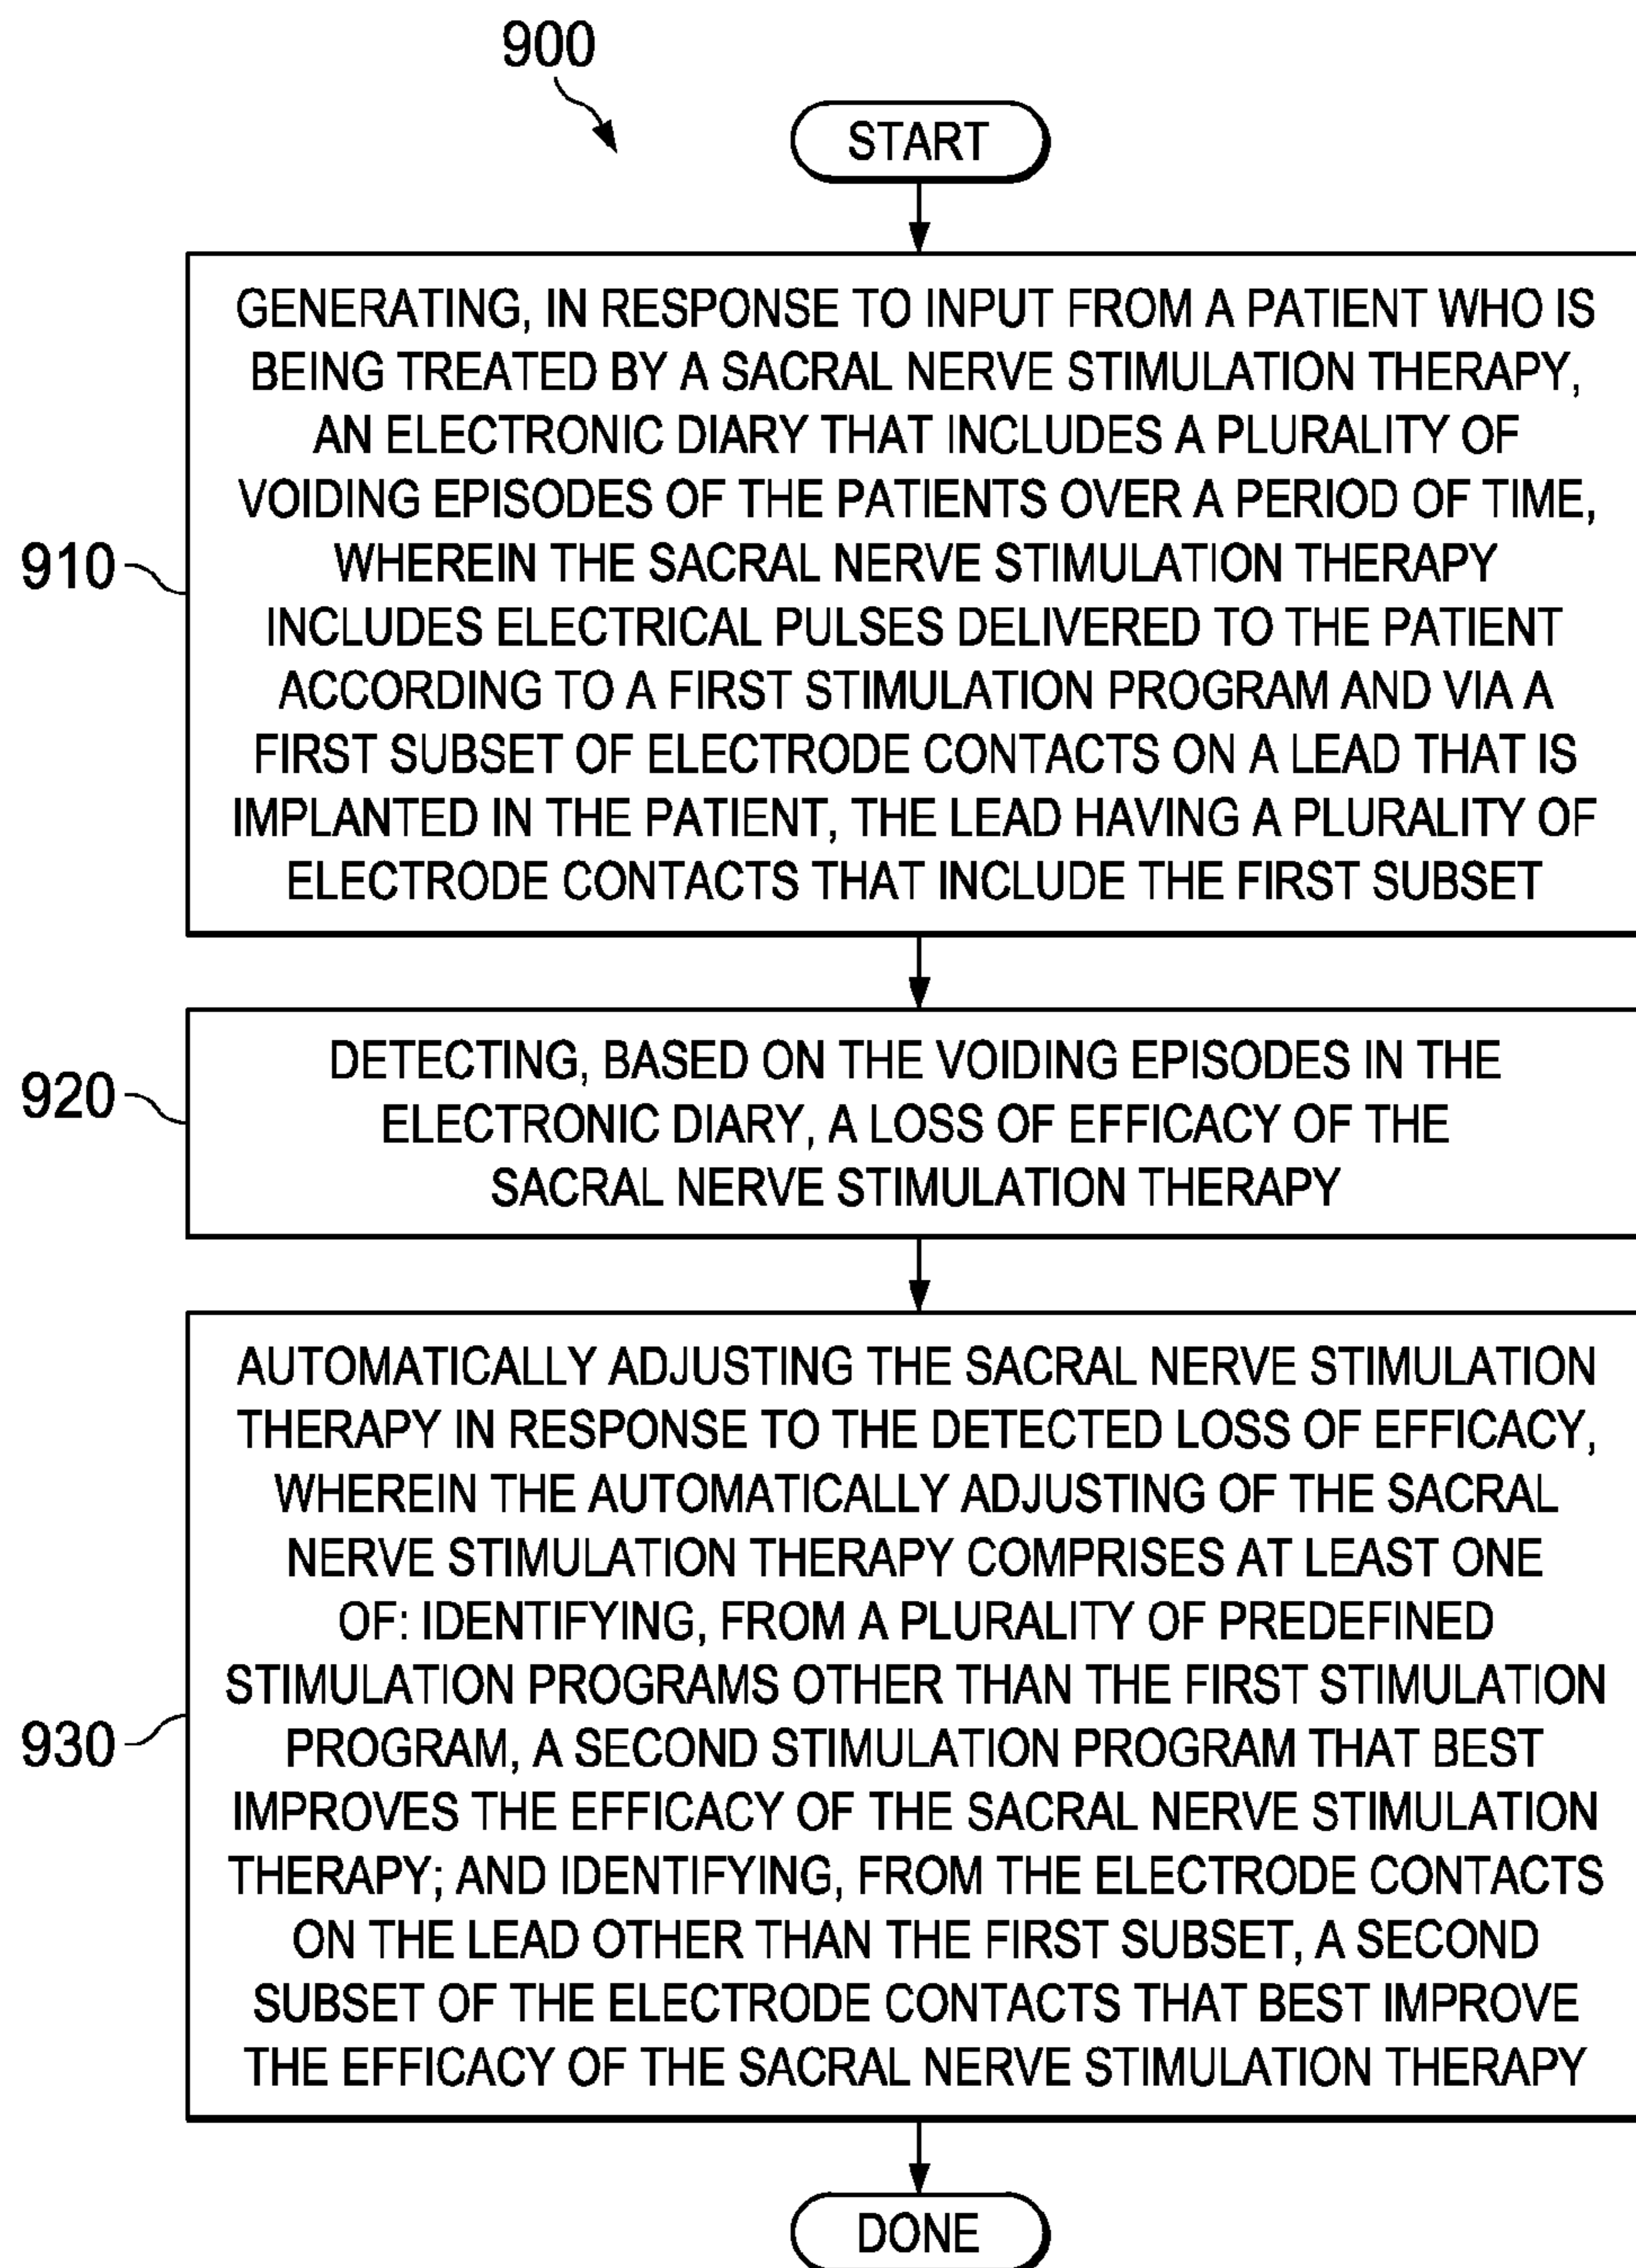 900
START
GENERATING, IN RESPONSE TO INPUT FROM A PATIENT WHO IS
BEING TREATED BY A SACRAL NERVE STIMULATION THERAPY,
AN ELECTRONIC DIARY THAT INCLUDES A PLURALITY OF
VOIDING EPISODES OF THE PATIENTS OVER A PERIOD OF TIME,
WHEREIN THE SACRAL NERVE STIMULATION THERAPY
INCLUDES ELECTRICAL PULSES DELIVERED TO THE PATIENT
ACCORDING TO A FIRST STIMULATION PROGRAM AND VIA A
FIRST SUBSET OF ELECTRODE CONTACTS ON A LEAD THAT IS
IMPLANTED IN THE PATIENT, THE LEAD HAVING A PLURALITY OF
ELECTRODE CONTACTS THAT INCLUDE THE FIRST SUBSET
910
DETECTING, BASED ON THE VOIDING EPISODES IN THE
ELECTRONIC DIARY, A LOSS OF EFFICACY OF THE
SACRAL NERVE STIMULATION THERAPY
920
AUTOMATICALLY ADJUSTING THE SACRAL NERVE STIMULATION
THERAPY IN RESPONSE TO THE DETECTED LOSS OF EFFICACY,
WHEREIN THE AUTOMATICALLY ADJUSTING OF THE SACRAL
NERVE STIMULATION THERAPY COMPRISES AT LEAST ONE
OF: IDENTIFYING, FROM A PLURALITY OF PREDEFINED
STIMULATION PROGRAMS OTHER THAN THE FIRST STIMULATION
PROGRAM, A SECOND STIMULATION PROGRAM THAT BEST
IMPROVES THE EFFICACY OF THE SACRAL NERVE STIMULATION
THERAPY; AND IDENTIFYING, FROM THE ELECTRODE CONTACTS
ON THE LEAD OTHER THAN THE FIRST SUBSET, A SECOND
SUBSET OF THE ELECTRODE CONTACTS THAT BEST IMPROVE
THE EFFICACY OF THE SACRAL NERVE STIMULATION THERAPY
930
DONE